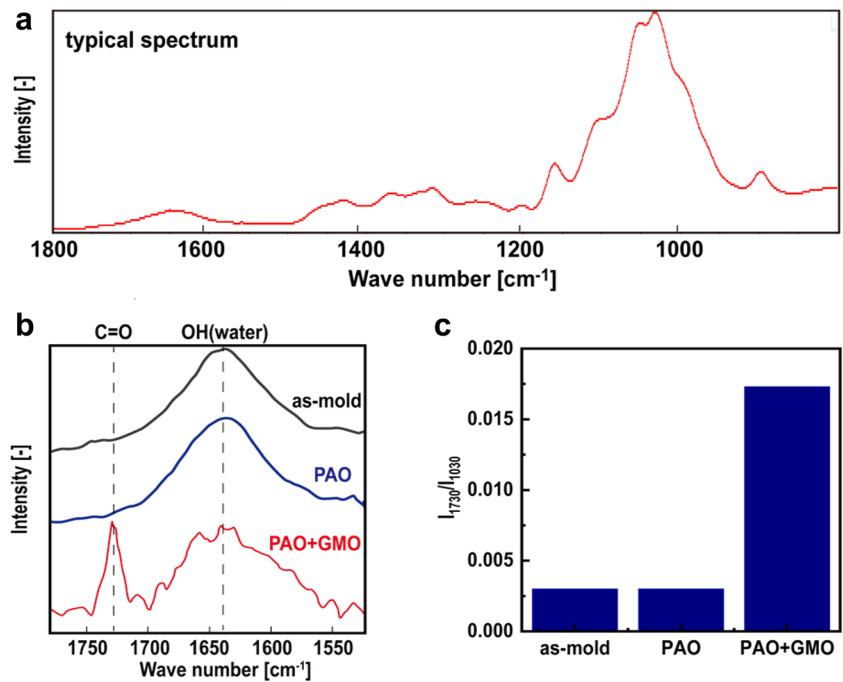 a
typical spectrum
Intensity [-]
1800 1600 1400 1200 1000
Wave number [cm⁻¹]
b
C=O OH(water)
as-mold
PAO
PAO+GMO
Intensity [-]
1750 1700 1650 1600 1550
Wave number [cm⁻¹]
c
0.020
0.015
0.010
0.005
0.000
I₁₇₃₀/I₁₀₃₀
as-mold PAO PAO+GMO